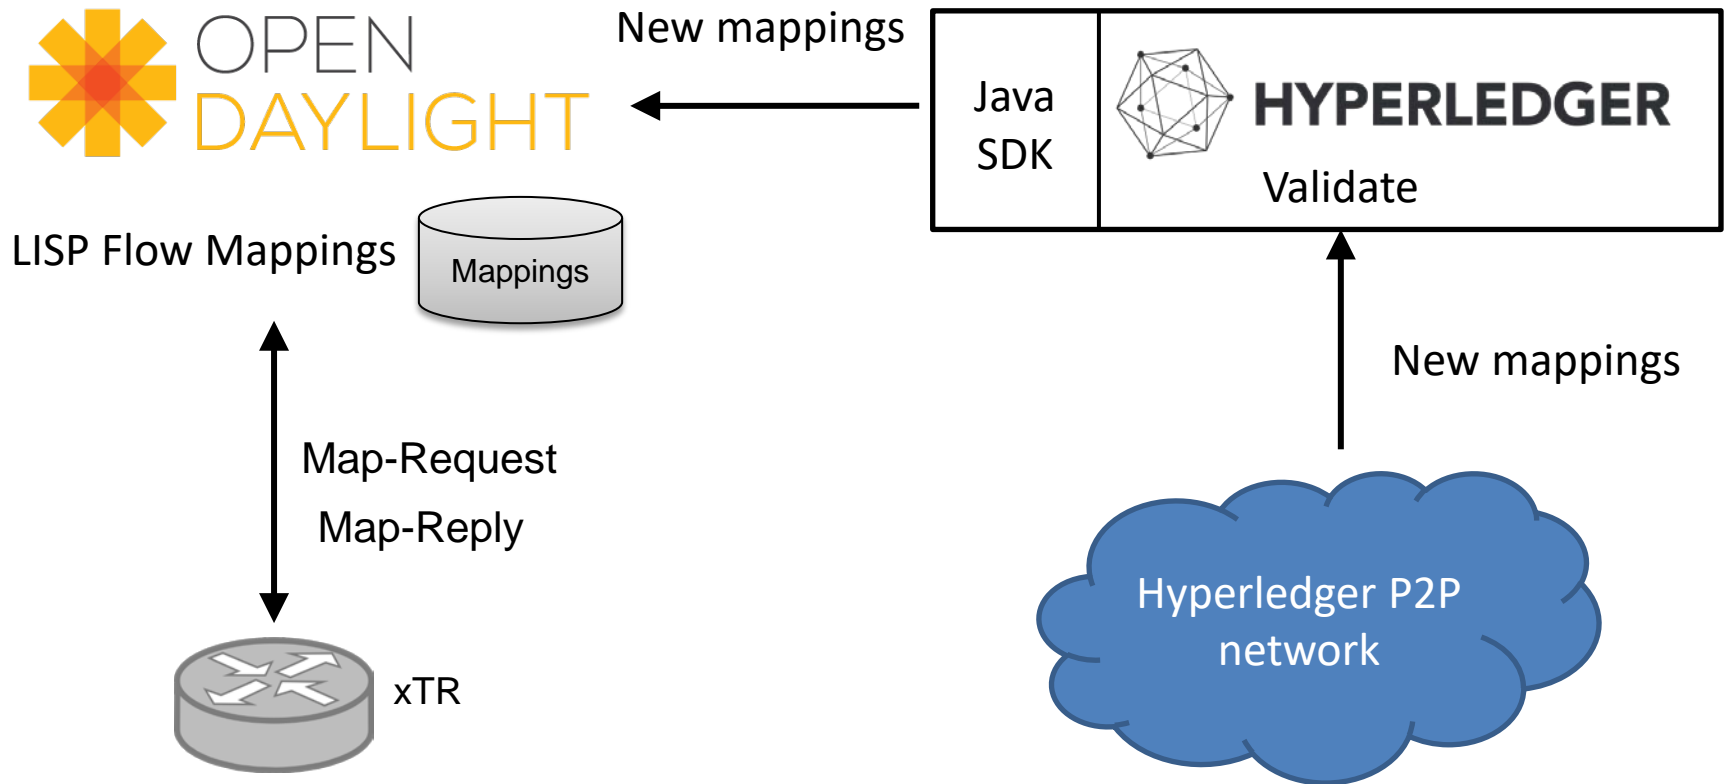 OPEN
DAYLIGHT
New mappings
Java
SDK
HYPERLEDGER
Validate
LISP Flow Mappings
Mappings
New mappings
Map-Request
Map-Reply
Hyperledger P2P
network
xTR